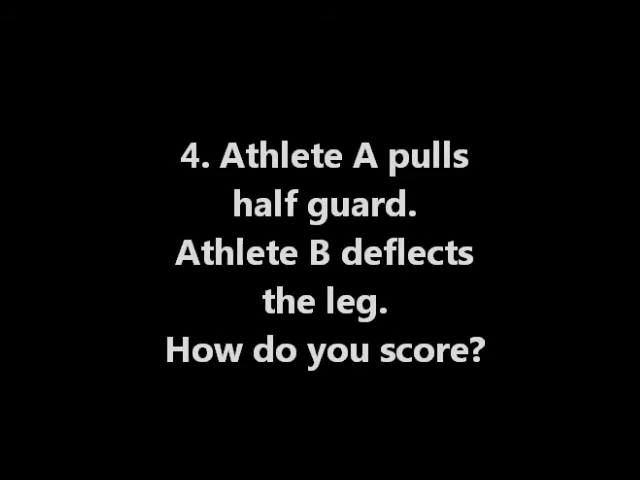 4. Athlete A pulls
half guard.
Athlete B deflects
the leg.
How do you score?